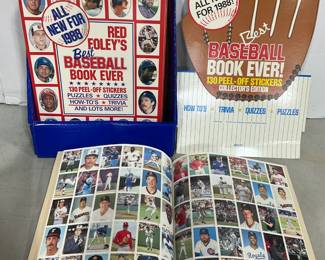 ALL
NEW FOR
1988!
RED
FOLEY'S
Best
BASEBALL
BOOK EVER
130 PEEL-OFF STICKERS
PUZZLES • QUIZZES
HOW-TO'S • TRIVIA
AND LOTS MORE!
ALL
FOR 1988!
Best
BASEBALL
BOOK EVER!
130 PEEL-OFF STICKERS
COLLECTOR'S EDITION
HOW TO'S • TRIVIA • QUIZZES • PUZZLES
Royals